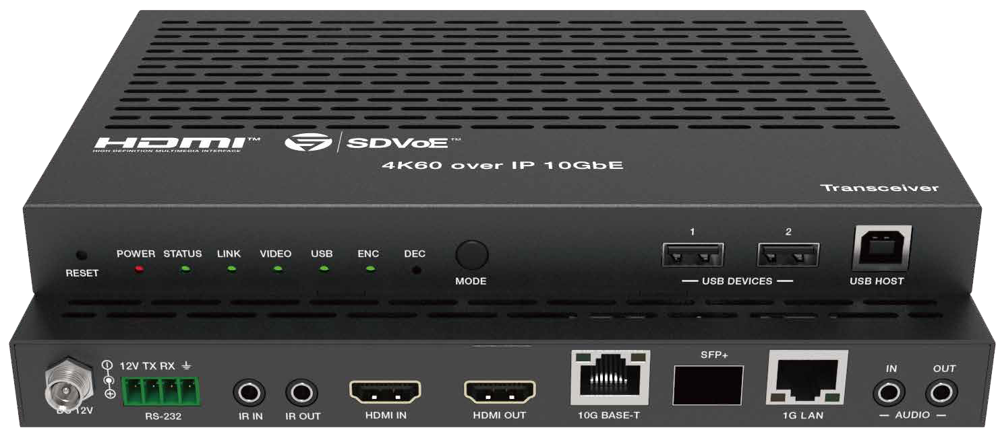 HDMI™
HIGH-DEFINITION MULTIMEDIA INTERFACE
SDVoE™
4K60 over IP 10GbE
Transceiver
RESET
POWER STATUS LINK VIDEO USB ENC DEC
MODE
1 2
USB DEVICES
USB HOST
12V TX RX
DC 12V
RS-232
IR IN
IR OUT
HDMI IN
HDMI OUT
10G BASE-T
SFP+
1G LAN
IN OUT
AUDIO